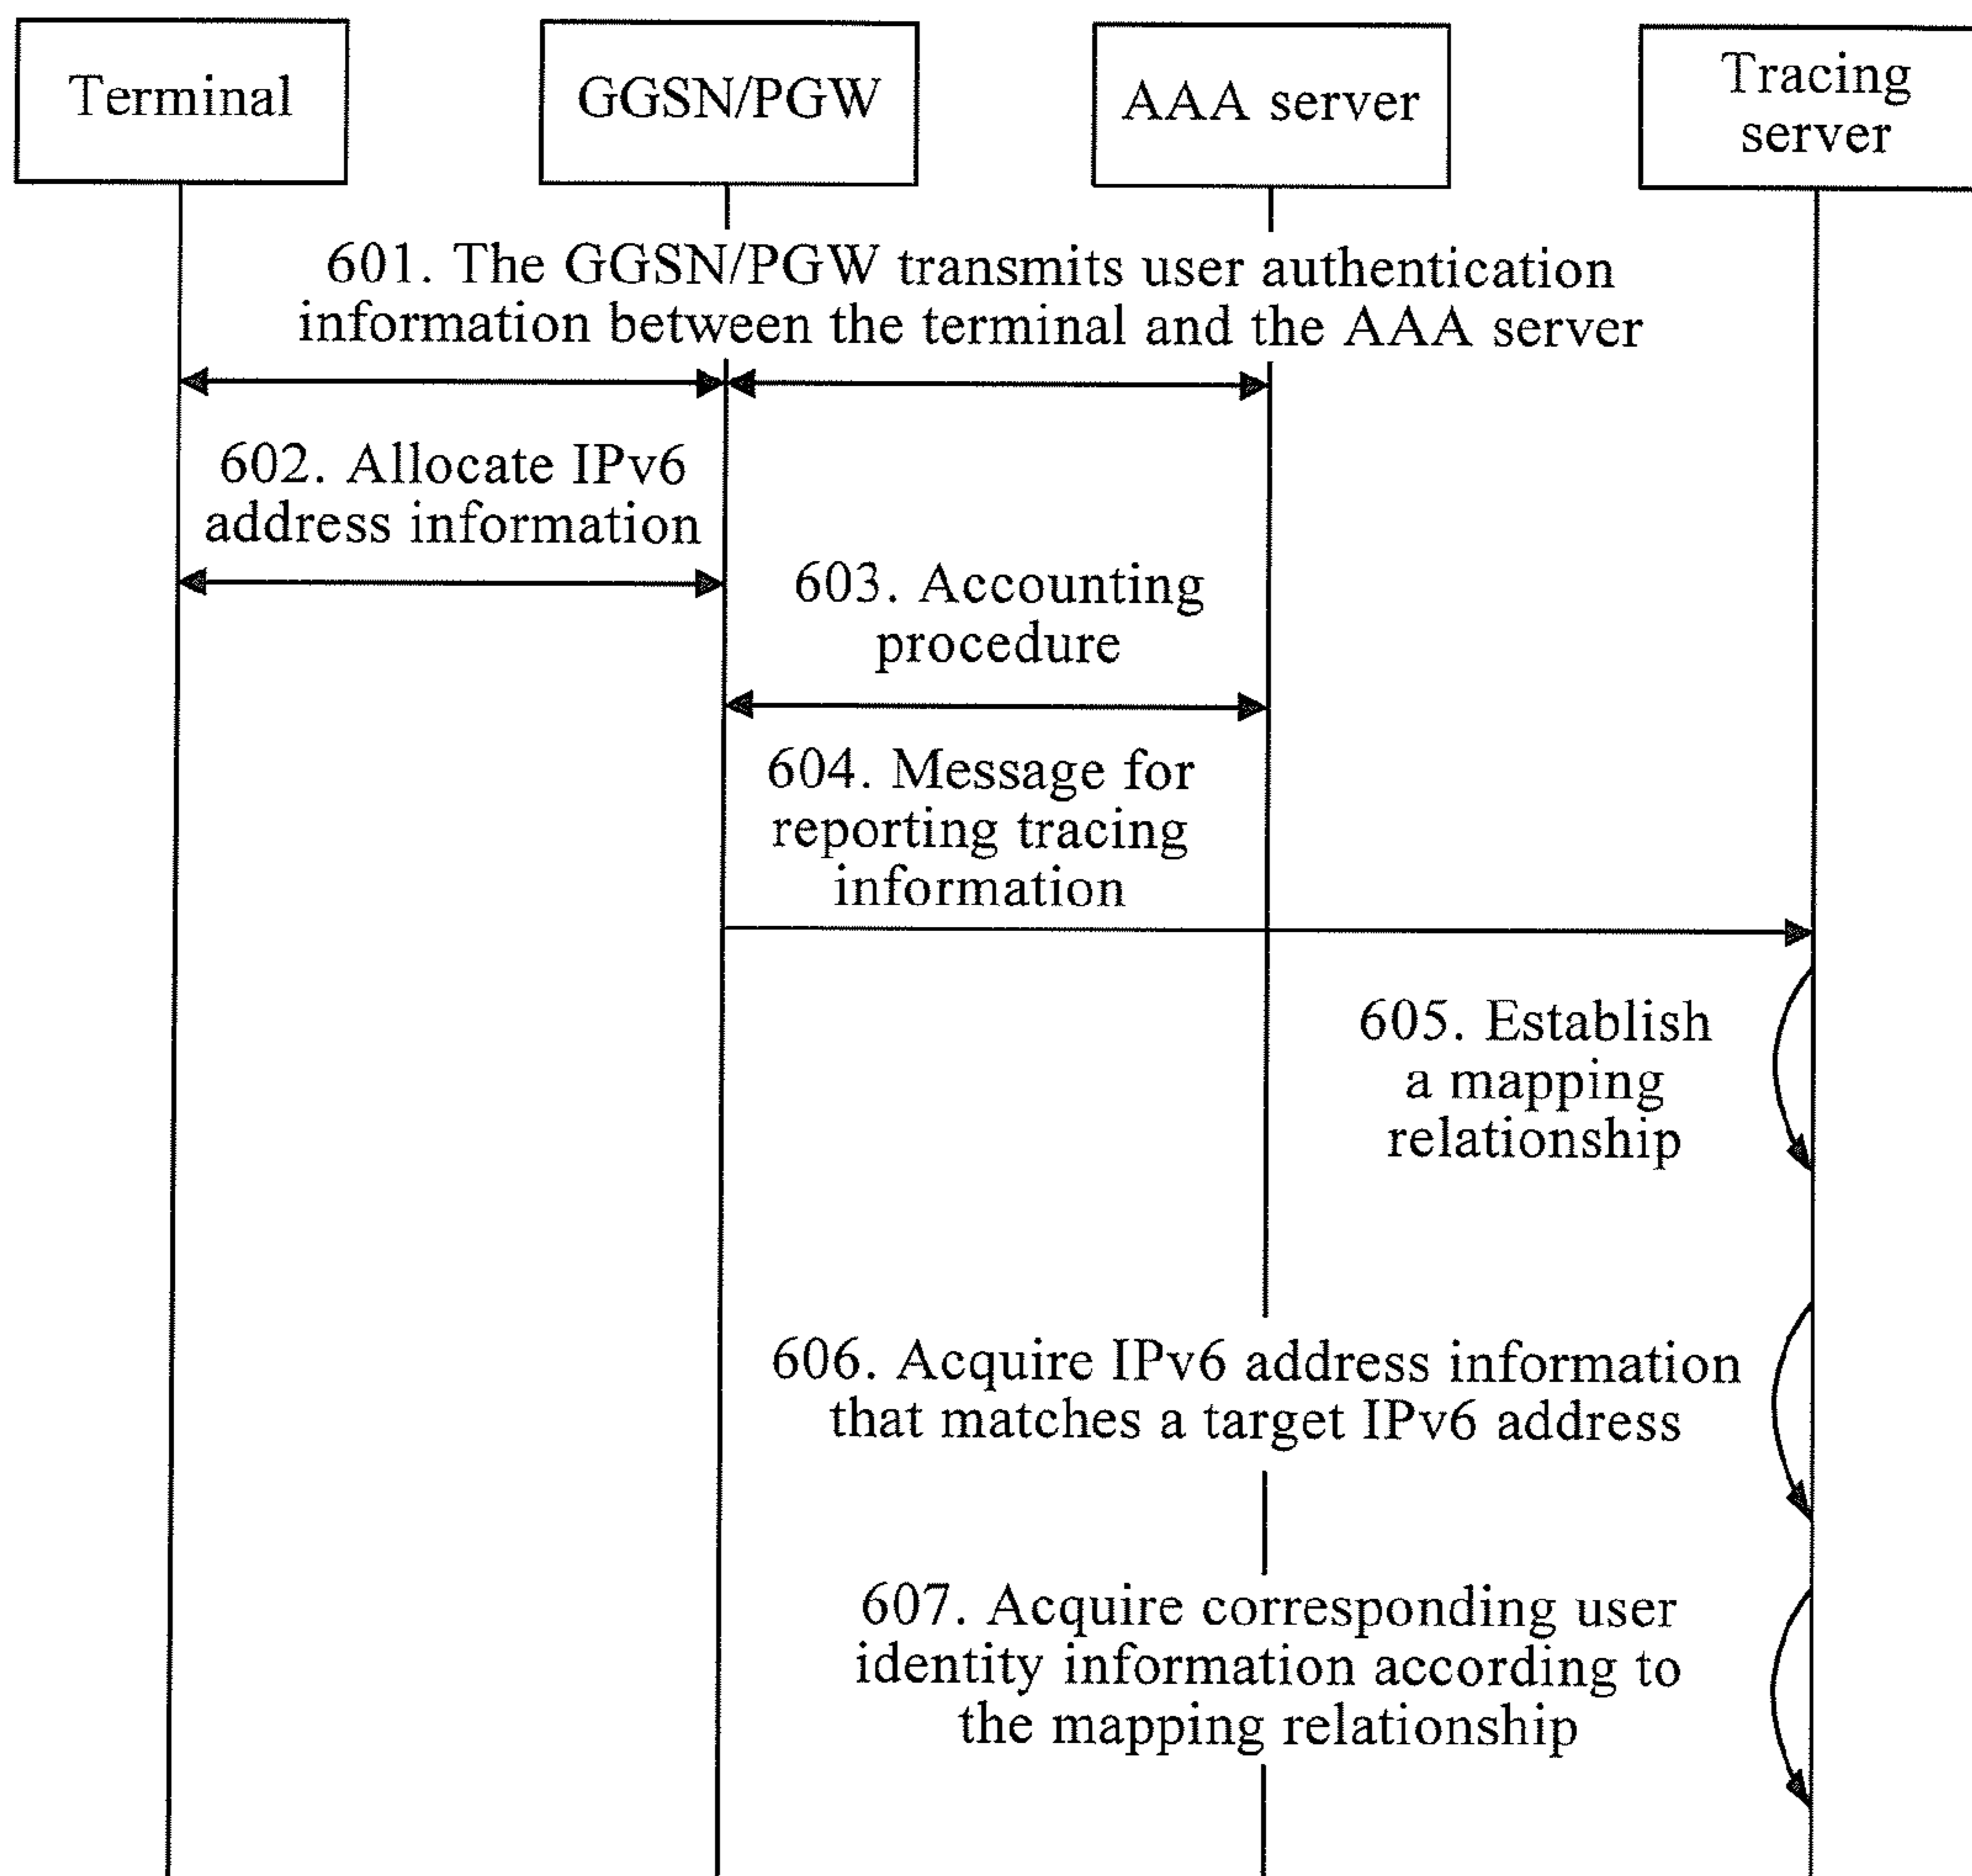 Terminal
GGSN/PGW
AAA server
Tracing
server
601. The GGSN/PGW transmits user authentication
information between the terminal and the AAA server
602. Allocate IPv6
address information
603. Accounting
procedure
604. Message for
reporting tracing
information
605. Establish
a mapping
relationship
606. Acquire IPv6 address information
that matches a target IPv6 address
607. Acquire corresponding user
identity information according to
the mapping relationship